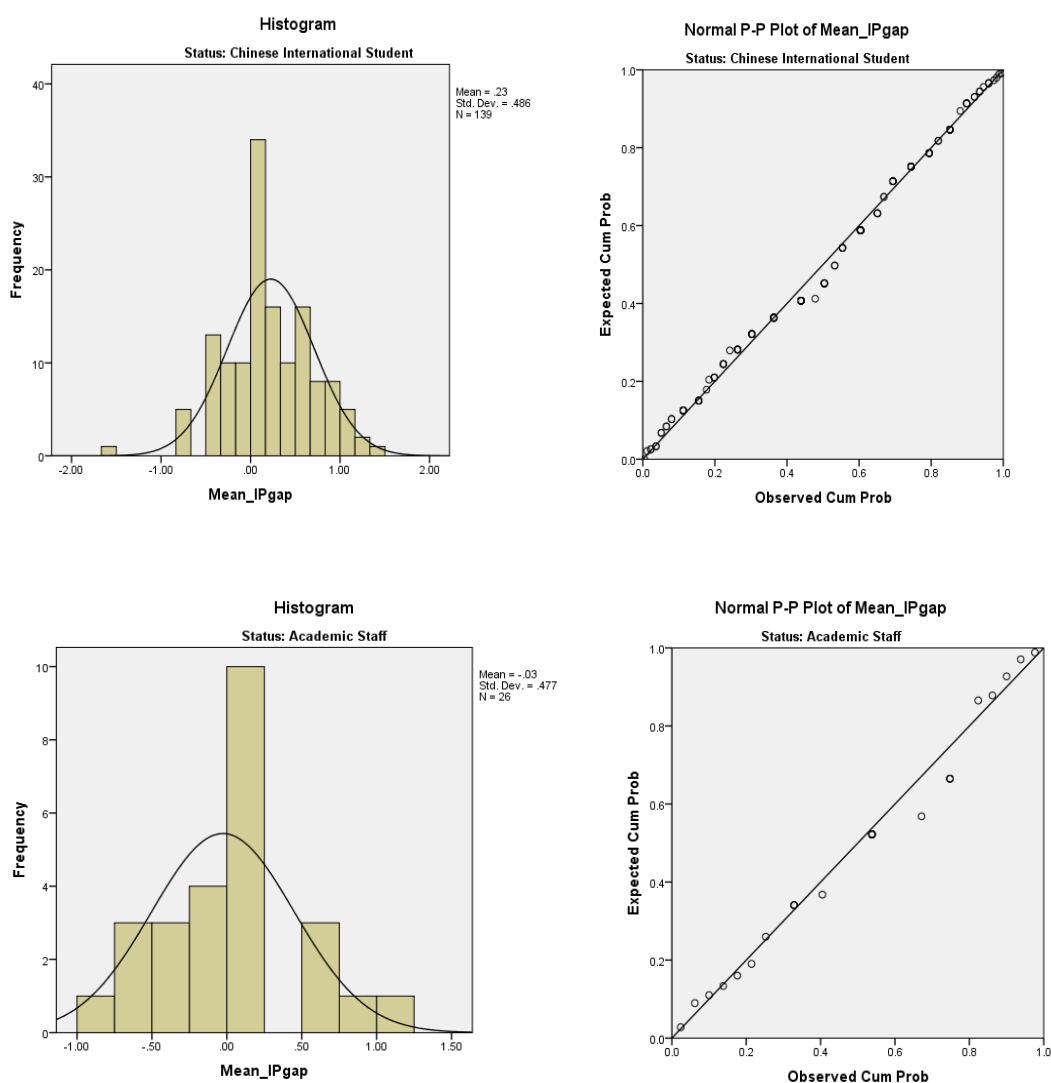 Histogram
Status: Chinese International Student
Mean = .23
Std. Dev. = .486
N = 139
40
30
20
10
0
Frequency
-2.00 -1.00 .00 1.00 2.00
Mean_IPgap
Normal P-P Plot of Mean_IPgap
Status: Chinese International Student
1.0
0.8
0.6
0.4
0.2
0.0
Expected Cum Prob
0.0 0.2 0.4 0.6 0.8 1.0
Observed Cum Prob
Histogram
Status: Academic Staff
Mean = -.03
Std. Dev. = .477
N = 26
10
8
6
4
2
0
Frequency
-1.00 -.50 .00 .50 1.00 1.50
Mean_IPgap
Normal P-P Plot of Mean_IPgap
Status: Academic Staff
1.0
0.8
0.6
0.4
0.2
0.0
Expected Cum Prob
0.0 0.2 0.4 0.6 0.8 1.0
Observed Cum Prob